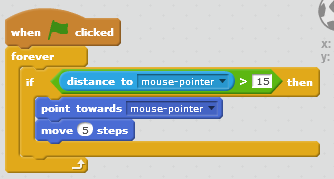 when clicked
forever
if distance to mouse-pointer > 15 then
point towards mouse-pointer
move 5 steps
x:
y: